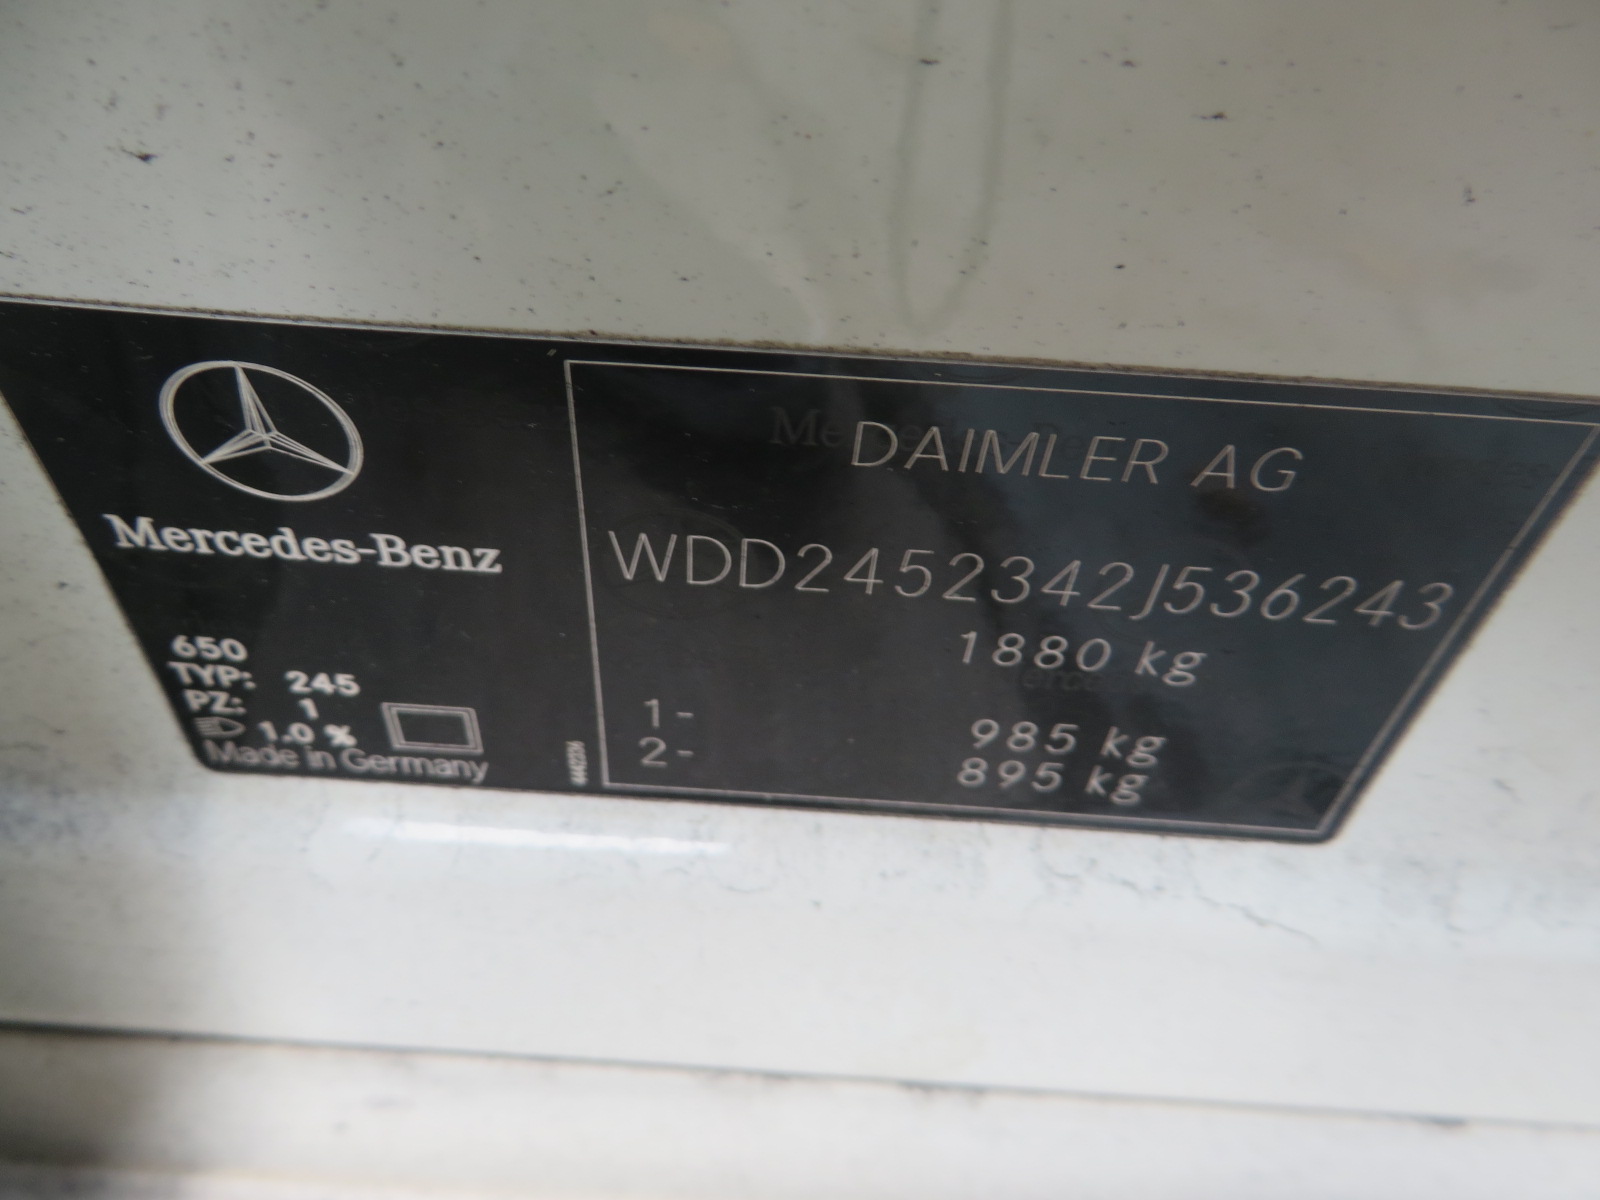 Mercedes-Benz
650
TYP: 245
PZ: 1
1.0 %
Made in Germany
DAIMLER AG
WDD2452342J536243
1880 kg
1- 985 kg
2- 895 kg